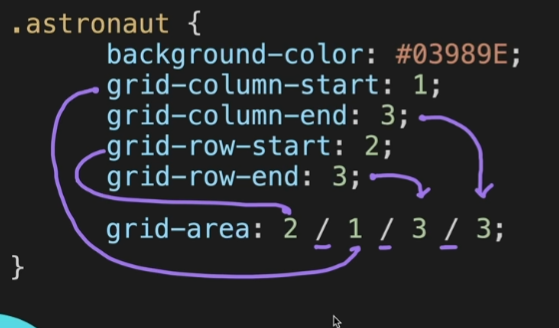 .astronaut {
background-color: #03989E;
grid-column-start: 1;
grid-column-end: 3;
grid-row-start: 2;
grid-row-end: 3;
grid-area: 2 / 1 / 3 / 3;
}